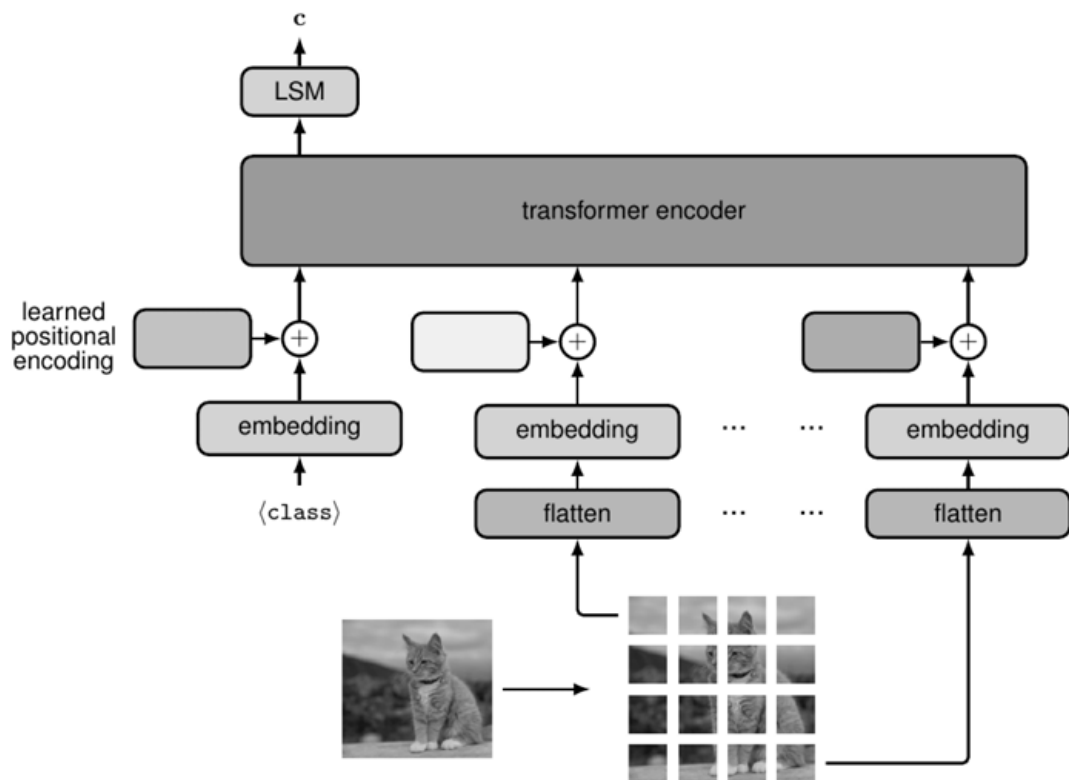 c
LSM
transformer encoder
learned
positional
encoding
+
+
+
embedding
embedding
... ...
embedding
⟨class⟩
flatten
... ...
flatten